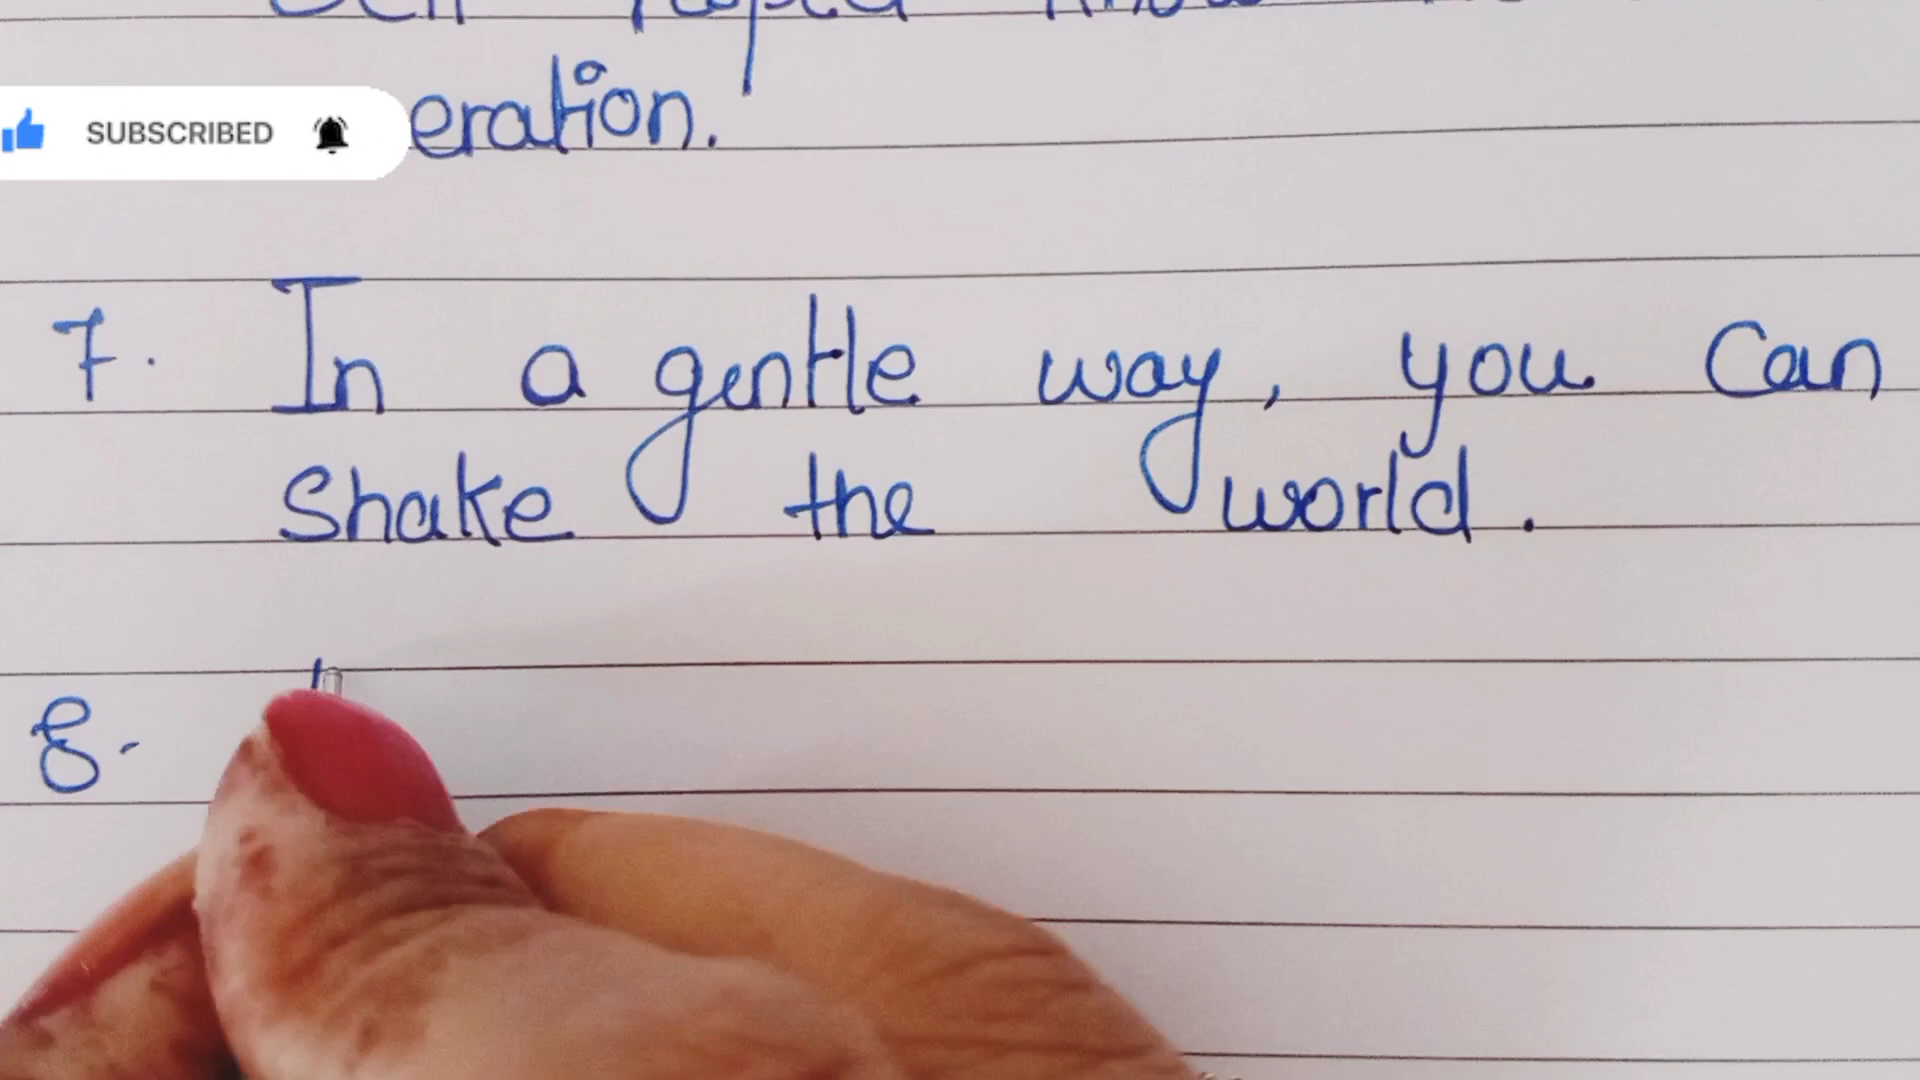 eration.
SUBSCRIBED
7. In a gentle way, you can
shake the world.
8.